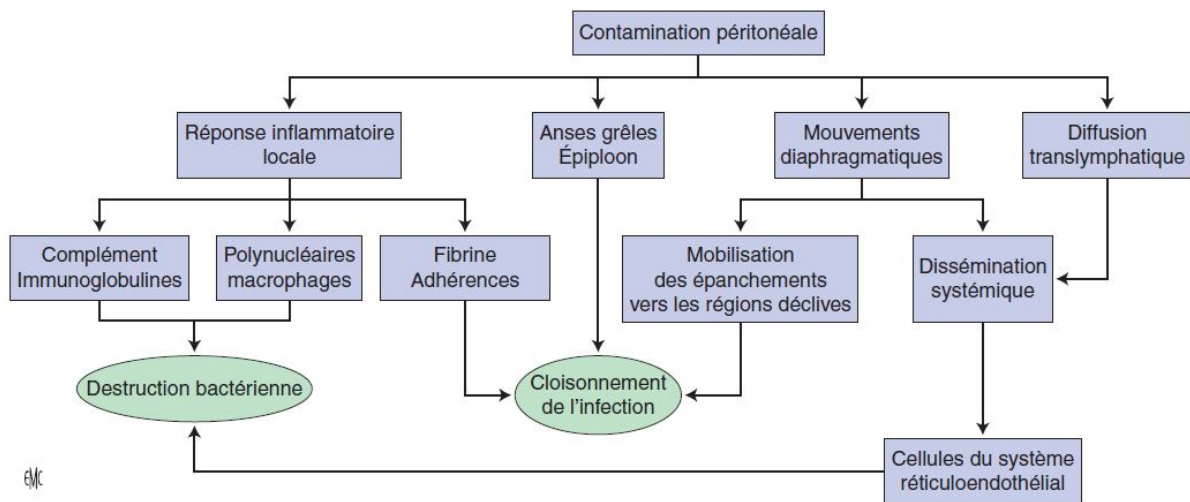 Contamination péritonéale
Réponse inflammatoire
locale
Anses grêles
Épiploon
Mouvements
diaphragmatiques
Diffusion
translymphatique
Complément
Immunoglobulines
Polynucléaires
macrophages
Fibrine
Adhérences
Mobilisation
des épanchements
vers les régions déclives
Dissémination
systémique
Destruction bactérienne
Cloisonnement
de l'infection
Cellules du système
réticuloendothélial
EMC